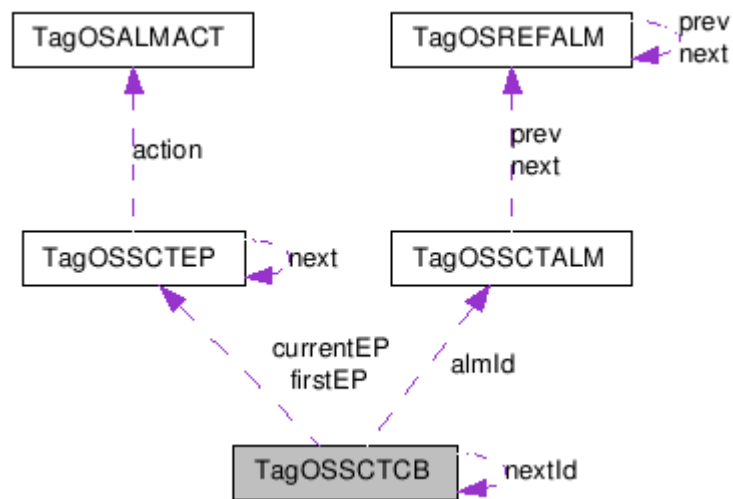 TagOSALMACT
TagOSREFALM
prev
next
action
prev
next
TagOSSCTEP
next
TagOSSCTALM
currentEP
firstEP
almId
TagOSSCTCB
nextId